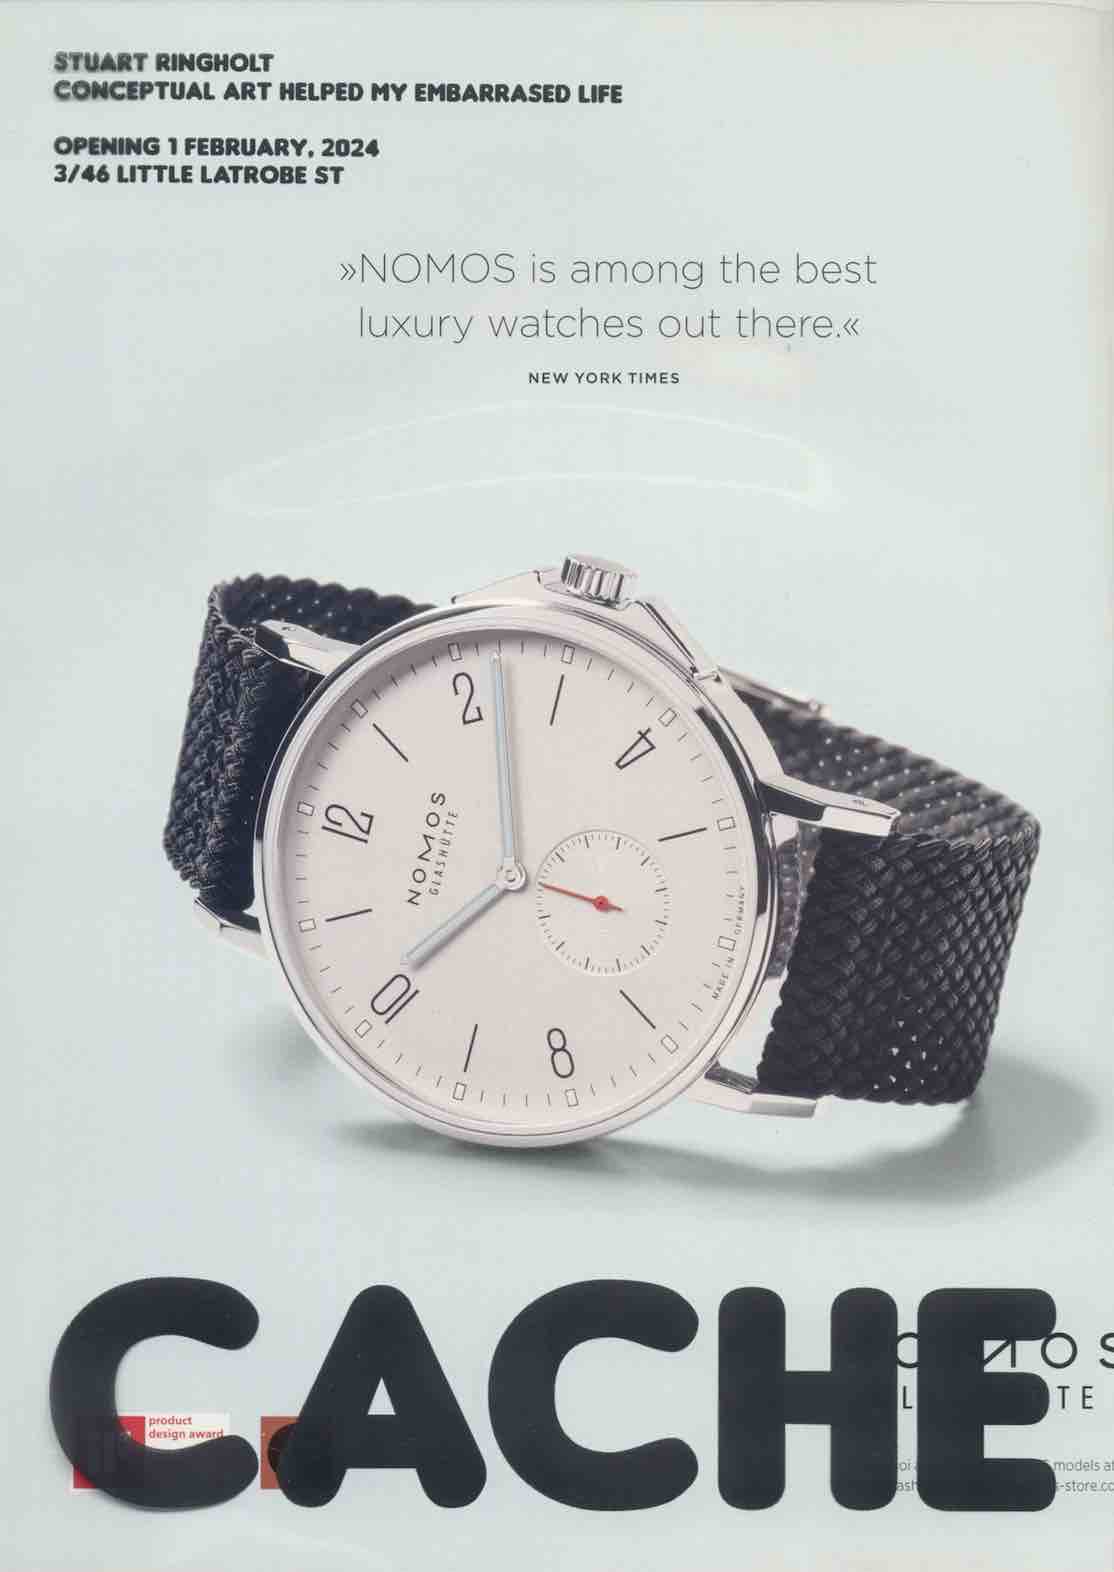 STUART RINGHOLT
CONCEPTUAL ART HELPED MY EMBARRASED LIFE
OPENING 1 FEBRUARY, 2024
3/46 LITTLE LATROBE ST
»NOMOS is among the best
luxury watches out there.«
NEW YORK TIMES
2
4
12
NOMOS
GLASHÜTTE
10
8
MADE IN GERMANY
CACHE
product
design award
models at